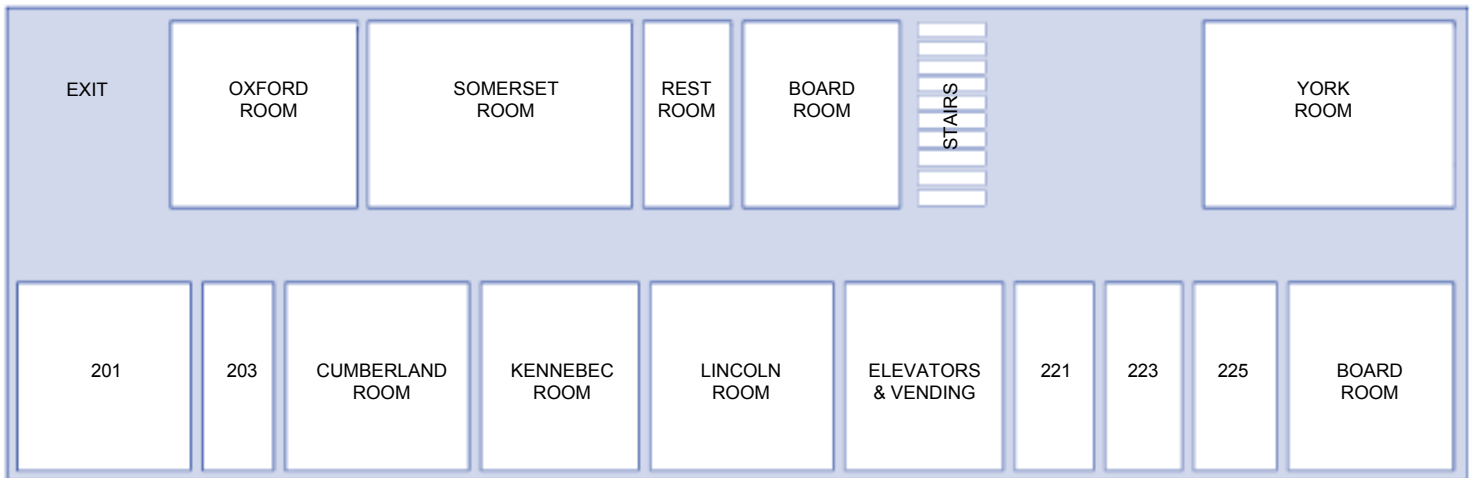 EXIT
OXFORD
ROOM
SOMERSET
ROOM
REST
ROOM
BOARD
ROOM
STAIRS
YORK
ROOM
201
203
CUMBERLAND
ROOM
KENNEBEC
ROOM
LINCOLN
ROOM
ELEVATORS
& VENDING
221
223
225
BOARD
ROOM